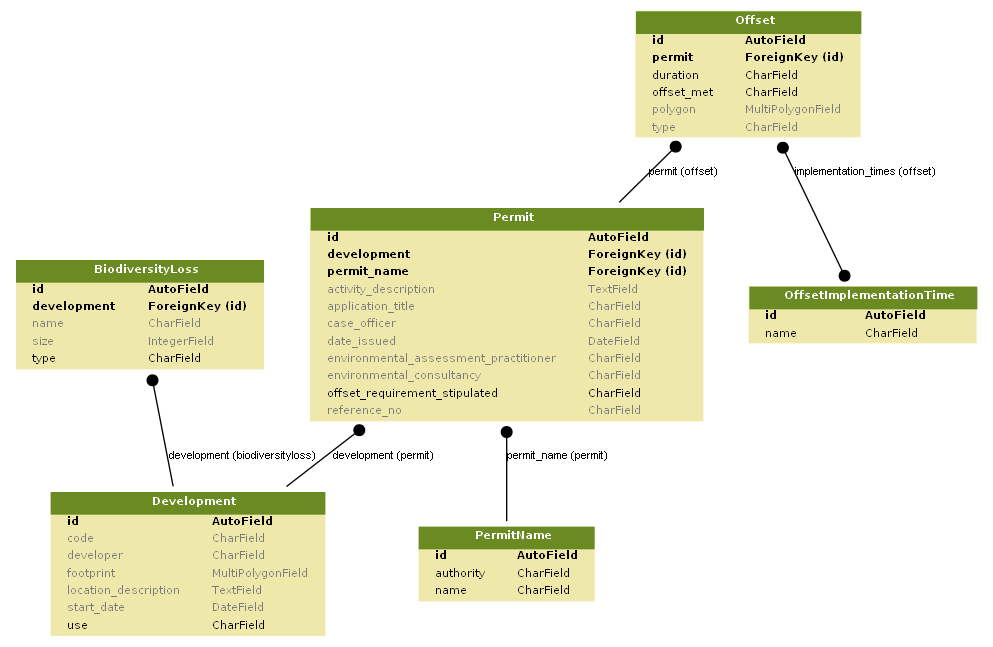 Offset
id AutoField
permit ForeignKey (id)
duration CharField
offset_met CharField
polygon MultiPolygonField
type CharField
permit (offset)
implementation_times (offset)
Permit
id AutoField
development ForeignKey (id)
permit_name ForeignKey (id)
activity_description TextField
application_title CharField
case_officer CharField
date_issued DateField
environmental_assessment_practitioner CharField
environmental_consultancy CharField
offset_requirement_stipulated CharField
reference_no CharField
BiodiversityLoss
id AutoField
development ForeignKey (id)
name CharField
size IntegerField
type CharField
OffsetImplementationTime
id AutoField
name CharField
development (biodiversityloss)
development (permit)
permit_name (permit)
Development
id AutoField
code CharField
developer CharField
footprint MultiPolygonField
location_description TextField
start_date DateField
use CharField
PermitName
id AutoField
authority CharField
name CharField